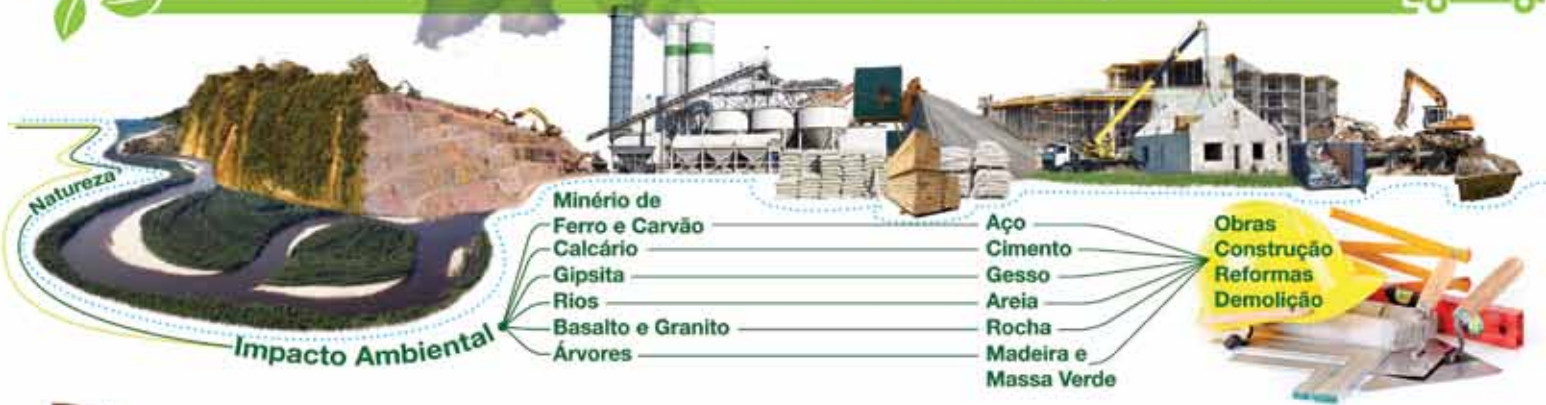 Natureza
Impacto Ambiental
Minério de
Ferro e Carvão
Calcário
Gipsita
Rios
Basalto e Granito
Árvores
Aço
Cimento
Gesso
Areia
Rocha
Madeira e
Massa Verde
Obras
Construção
Reformas
Demolição